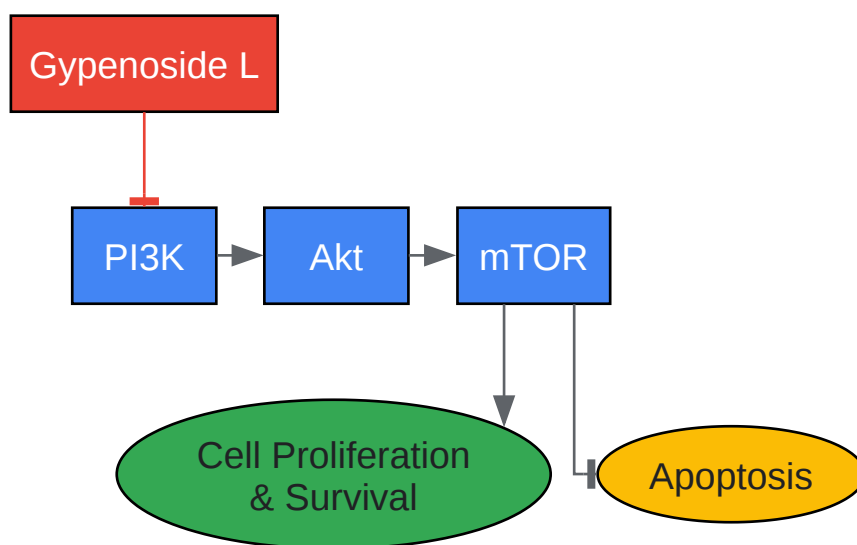 Gypenoside L
PI3K
Akt
mTOR
Cell Proliferation
& Survival
Apoptosis